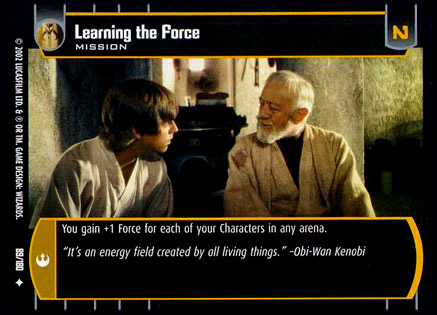 Learning the Force
MISSION
N
© 2002 LUCASFILM LTD. & ® OR TM. GAME DESIGN: WIZARDS.
You gain +1 Force for each of your Characters in any arena.
"It's an energy field created by all living things." –Obi-Wan Kenobi
88/180